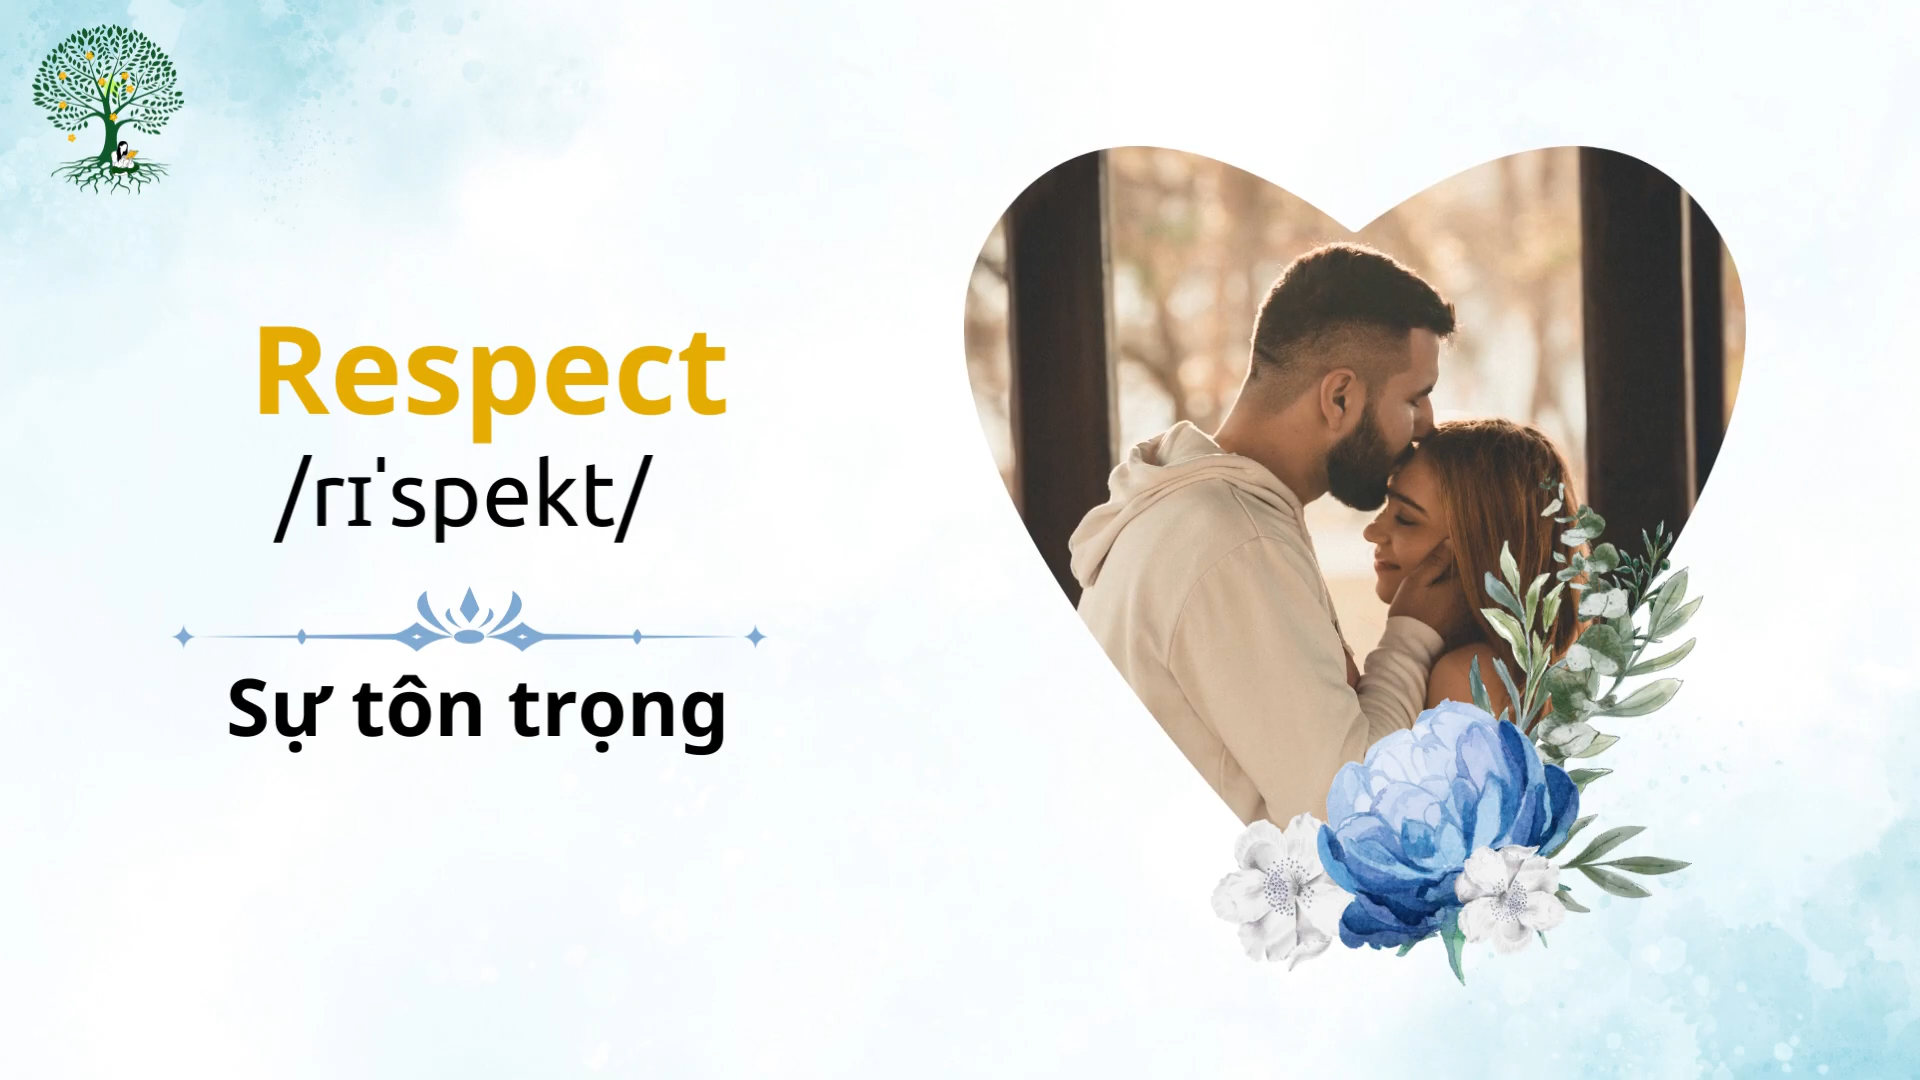 Respect
/rɪˈspekt/
Sự tôn trọng